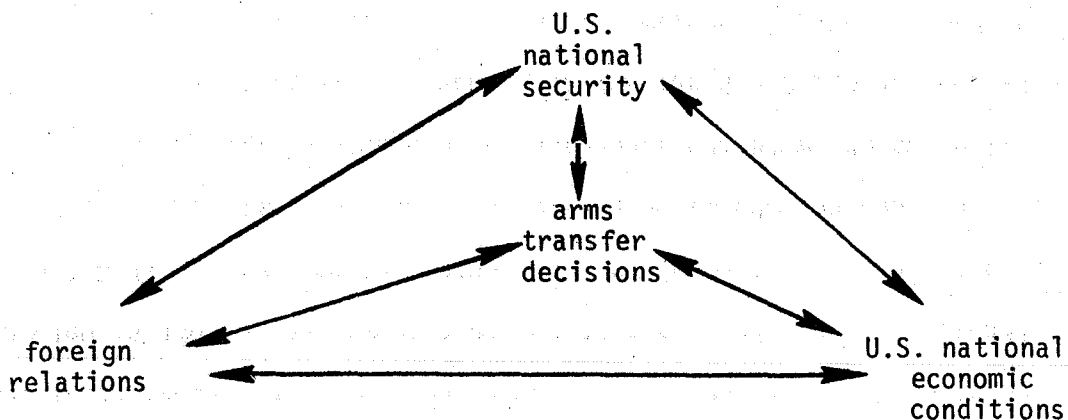 U.S.
national
security
arms
transfer
decisions
foreign
relations
U.S. national
economic
conditions